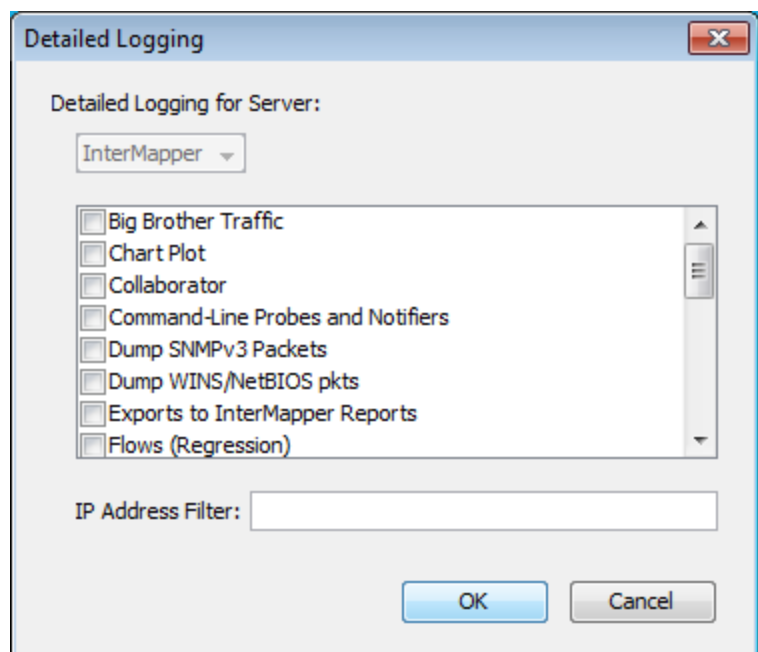 Detailed Logging
Detailed Logging for Server:
InterMapper
Big Brother Traffic
Chart Plot
Collaborator
Command-Line Probes and Notifiers
Dump SNMPv3 Packets
Dump WINS/NetBIOS pkts
Exports to InterMapper Reports
Flows (Regression)
IP Address Filter:
OK Cancel